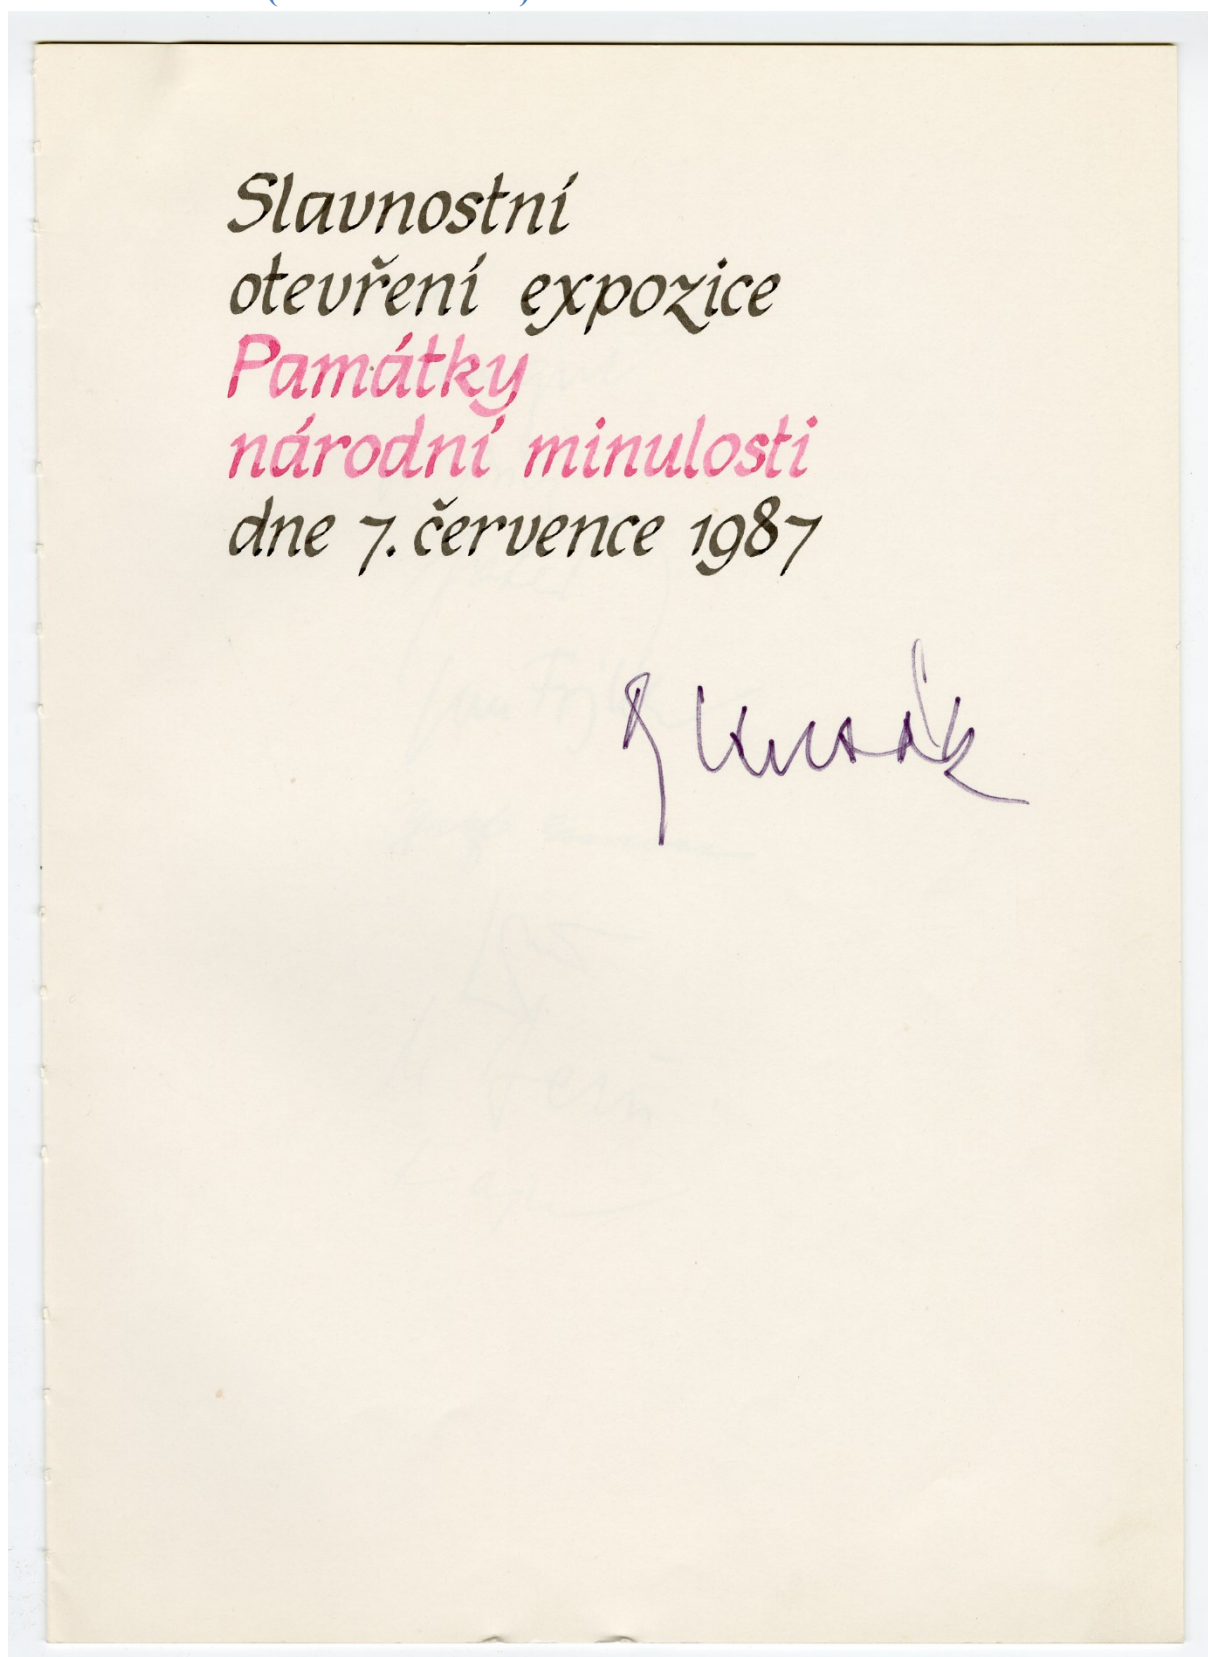 Slavnostní
otevření expozice
Památky
národní minulosti
dne 7. července 1987